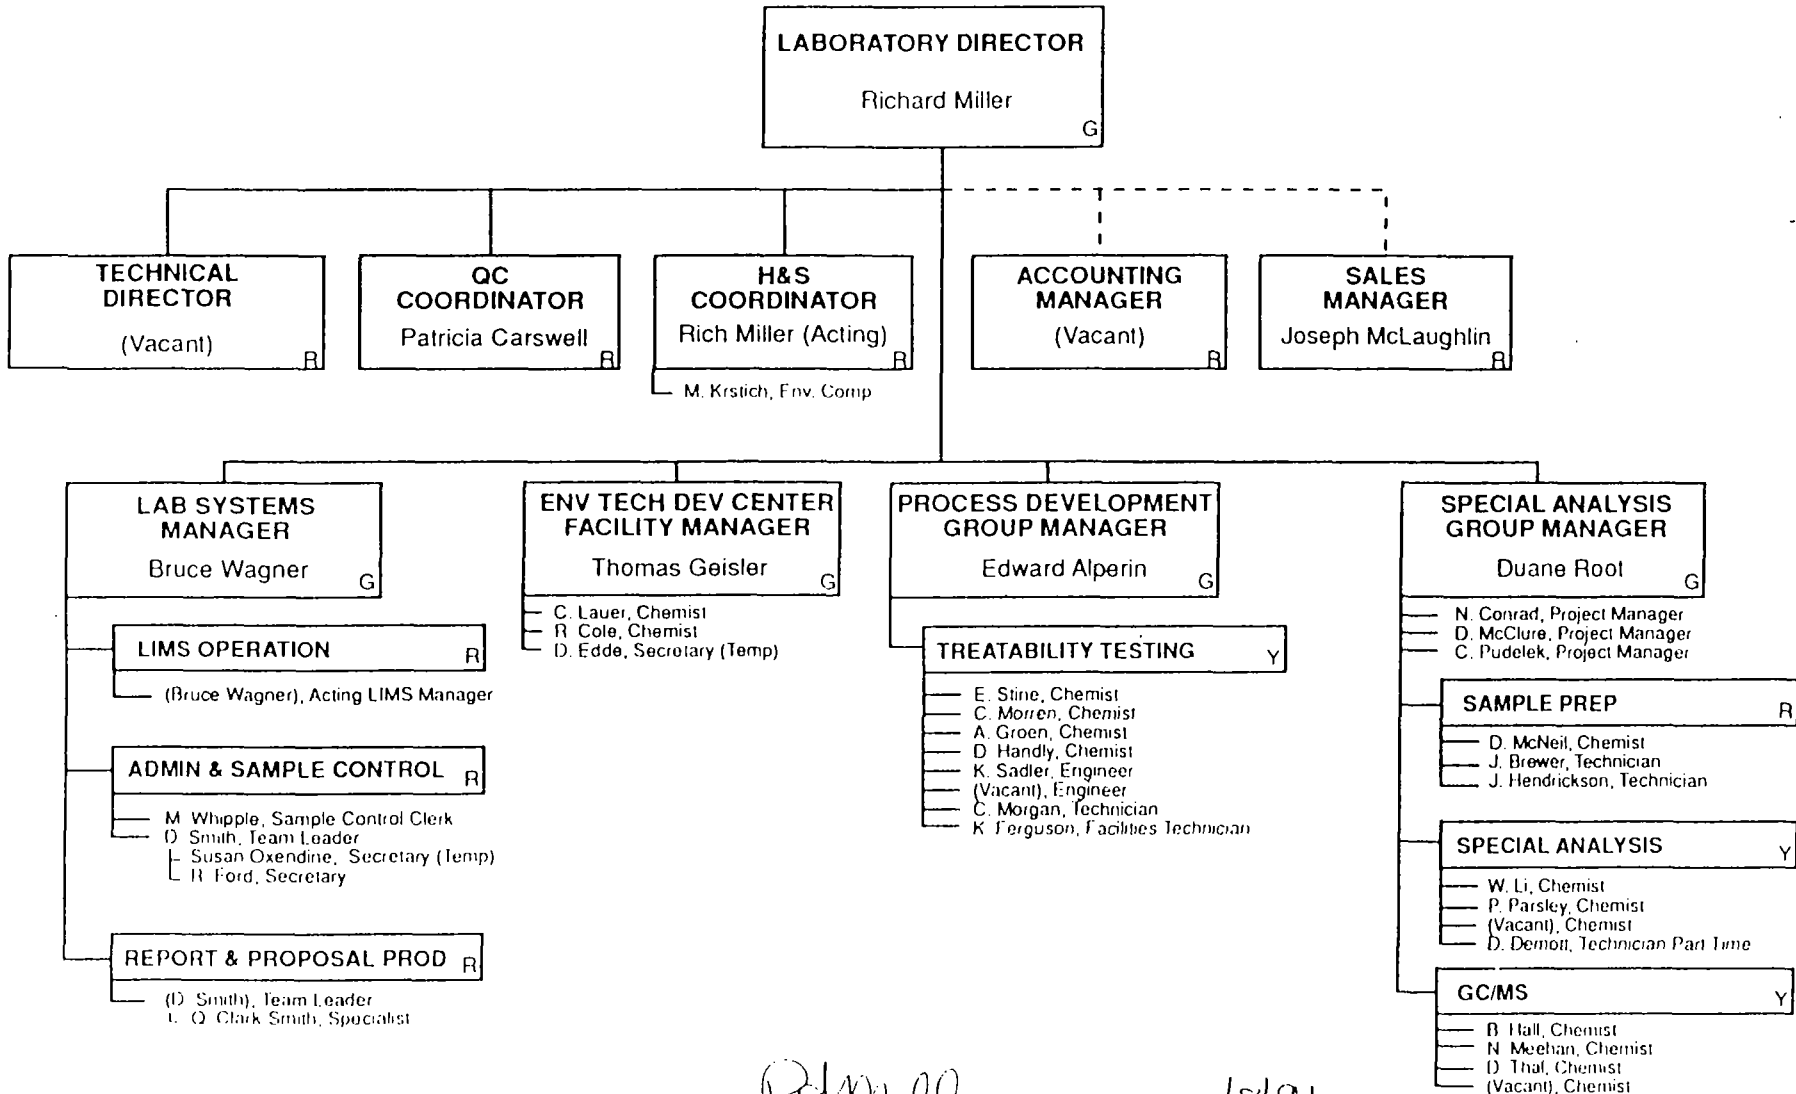 LABORATORY DIRECTOR
Richard Miller
G
TECHNICAL
DIRECTOR
(Vacant)
R
QC
COORDINATOR
Patricia Carswell
R
H&S
COORDINATOR
Rich Miller (Acting)
R
M. Krstich, Env. Comp
ACCOUNTING
MANAGER
(Vacant)
R
SALES
MANAGER
Joseph McLaughlin
R
LAB SYSTEMS
MANAGER
Bruce Wagner
G
LIMS OPERATION R
(Bruce Wagner), Acting LIMS Manager
ADMIN & SAMPLE CONTROL R
M. Whipple, Sample Control Clerk
D. Smith, Team Leader
Susan Oxendine, Secretary (Temp)
R. Ford, Secretary
REPORT & PROPOSAL PROD R
(D. Smith), Team Leader
Q. Clark Smith, Specialist
ENV TECH DEV CENTER
FACILITY MANAGER
Thomas Geisler
G
C. Lauer, Chemist
R. Cole, Chemist
D. Edde, Secretary (Temp)
PROCESS DEVELOPMENT
GROUP MANAGER
Edward Alperin
G
TREATABILITY TESTING Y
E. Stine, Chemist
C. Morren, Chemist
A. Groen, Chemist
D. Handly, Chemist
K. Sadler, Engineer
(Vacant), Engineer
C. Morgan, Technician
K. Ferguson, Facilities Technician
SPECIAL ANALYSIS
GROUP MANAGER
Duane Root
G
N. Conrad, Project Manager
D. McClure, Project Manager
C. Pudelek, Project Manager
SAMPLE PREP R
D. McNeil, Chemist
J. Brewer, Technician
J. Hendrickson, Technician
SPECIAL ANALYSIS Y
W. Li, Chemist
P. Parsley, Chemist
(Vacant), Chemist
D. Demott, Technician Part Time
GC/MS Y
B. Hall, Chemist
N. Meehan, Chemist
D. Thal, Chemist
(Vacant), Chemist